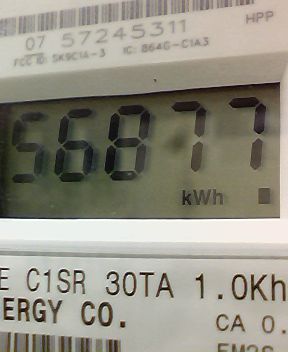 HPP
07 57245311
FCC ID: SK9C1A-3 IC: 864G-C1A3
56877
kWh
E C1SR 30TA 1.0Kh
ERGY CO.
CA 0.